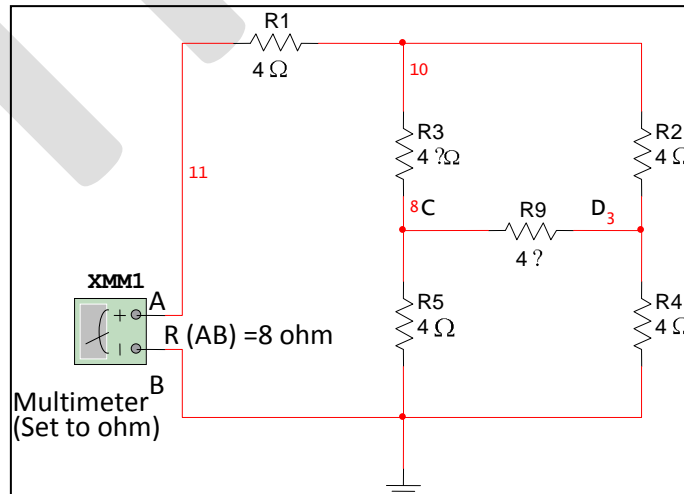 R1
4 Ω
10
R3
4 ?Ω
R2
4 Ω
11
8 C
D 3
R9
4 ?
XMM1
A
R5
4 Ω
R4
4 Ω
R (AB) =8 ohm
B
Multimeter
(Set to ohm)